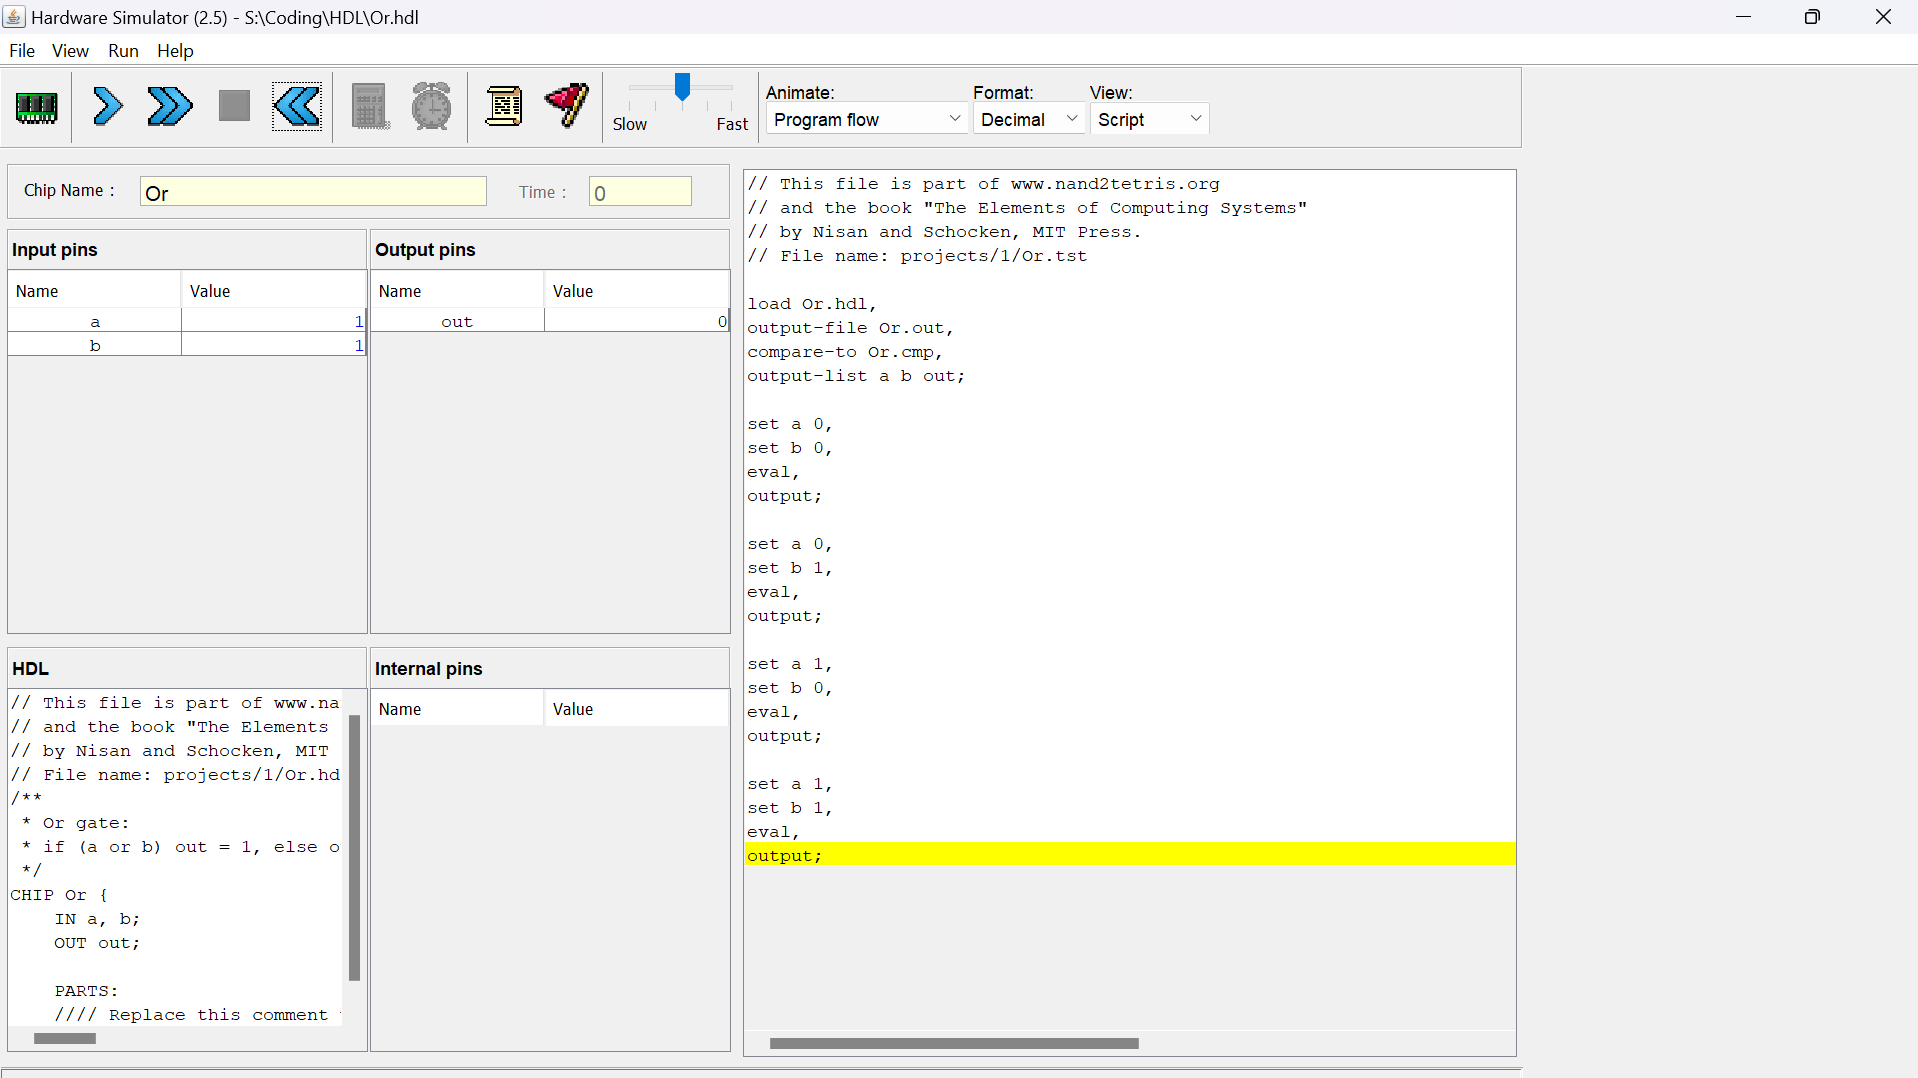 Hardware Simulator (2.5) - S:\Coding\HDL\Or.hdl
File View Run Help
Slow Fast
Animate: Format: View:
Program flow Decimal Script
Chip Name : Or Time : 0
Input pins Output pins
Name Value Name Value
a 1 out 0
b 1
// This file is part of www.nand2tetris.org
// and the book "The Elements of Computing Systems"
// by Nisan and Schocken, MIT Press.
// File name: projects/1/Or.tst
load Or.hdl,
output-file Or.out,
compare-to Or.cmp,
output-list a b out;
set a 0,
set b 0,
eval,
output;
set a 0,
set b 1,
eval,
output;
set a 1,
set b 0,
eval,
output;
set a 1,
set b 1,
eval,
output;
HDL
// This file is part of www.na
// and the book "The Elements
// by Nisan and Schocken, MIT
// File name: projects/1/Or.hd
/**
* Or gate:
* if (a or b) out = 1, else o
*/
CHIP Or {
IN a, b;
OUT out;
PARTS:
//// Replace this comment
Internal pins
Name Value